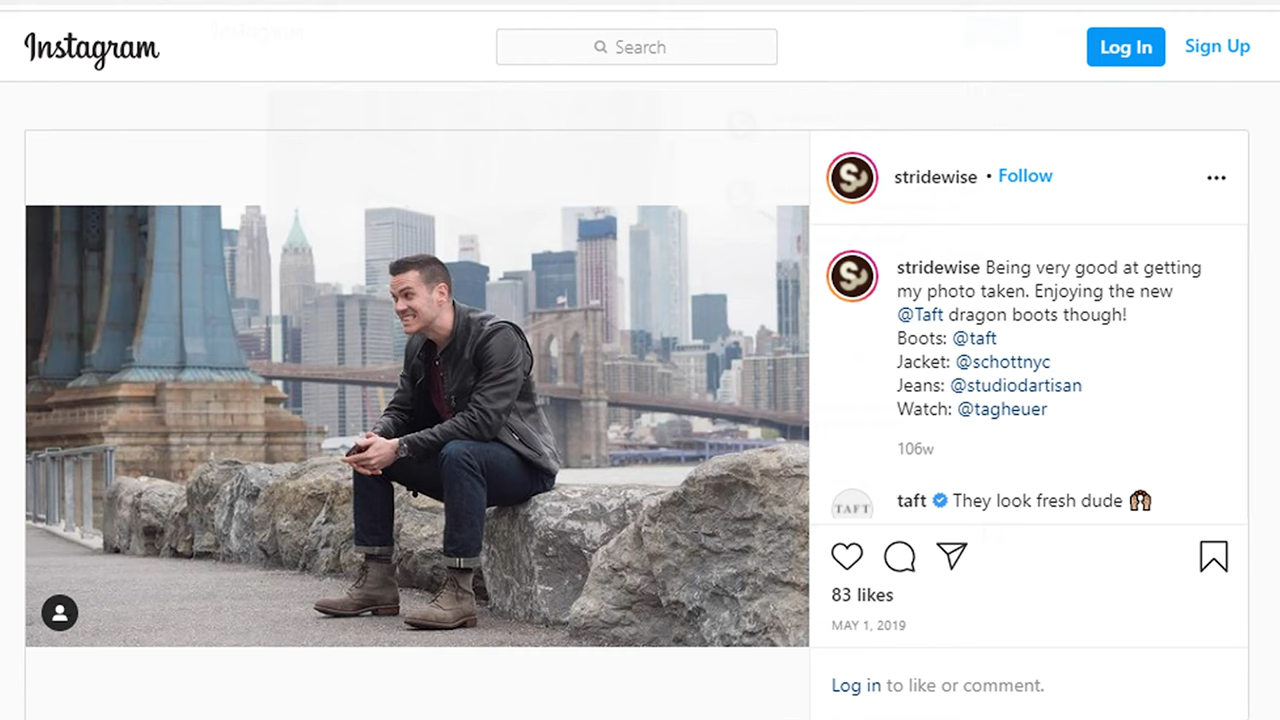 Instagram
Search
Log In
Sign Up
stridewise • Follow
stridewise Being very good at getting
my photo taken. Enjoying the new
@Taft dragon boots though!
Boots: @taft
Jacket: @schottnyc
Jeans: @studiodartisan
Watch: @tagheuer
106w
TAFT
taft They look fresh dude 🙌🏽
83 likes
MAY 1, 2019
Log in to like or comment.